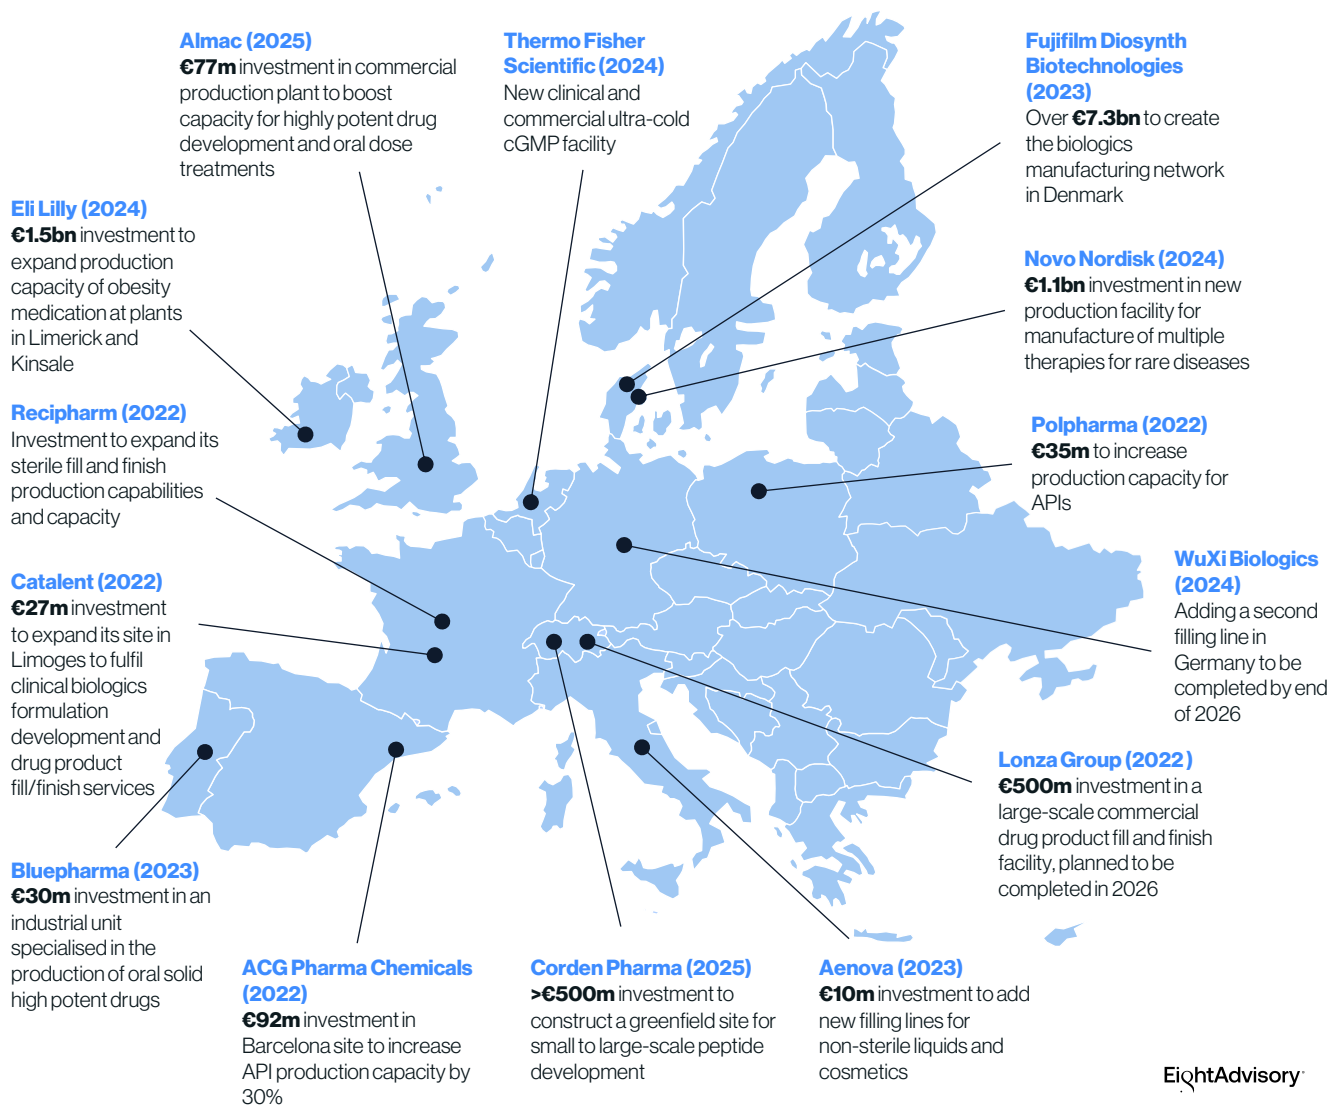 Almac (2025)
€77m investment in commercial
production plant to boost
capacity for highly potent drug
development and oral dose
treatments
Thermo Fisher
Scientific (2024)
New clinical and
commercial ultra-cold
cGMP facility
Fujifilm Diosynth
Biotechnologies
(2023)
Over €7.3bn to create
the biologics
manufacturing network
in Denmark
Eli Lilly (2024)
€1.5bn investment to
expand production
capacity of obesity
medication at plants
in Limerick and
Kinsale
Novo Nordisk (2024)
€1.1bn investment in new
production facility for
manufacture of multiple
therapies for rare diseases
Recipharm (2022)
Investment to expand its
sterile fill and finish
production capabilities
and capacity
Polpharma (2022)
€35m to increase
production capacity for
APIs
Catalent (2022)
€27m investment
to expand its site in
Limoges to fulfil
clinical biologics
formulation
development and
drug product
fill/finish services
WuXi Biologics
(2024)
Adding a second
filling line in
Germany to be
completed by end
of 2026
Lonza Group (2022 )
€500m investment in a
large-scale commercial
drug product fill and finish
facility, planned to be
completed in 2026
Bluepharma (2023)
€30m investment in an
industrial unit
specialised in the
production of oral solid
high potent drugs
ACG Pharma Chemicals
(2022)
€92m investment in
Barcelona site to increase
API production capacity by
30%
Corden Pharma (2025)
>€500m investment to
construct a greenfield site for
small to large-scale peptide
development
Aenova (2023)
€10m investment to add
new filling lines for
non-sterile liquids and
cosmetics
EightAdvisory